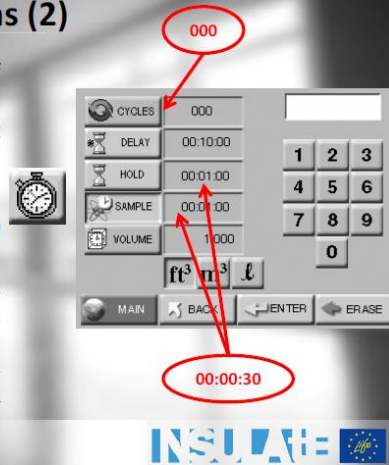 ns (2)
000
CYCLES 000
DELAY 00:10:00
HOLD 00:01:00
SAMPLE 00:01:00
VOLUME 1.000
ft³ m³ ℓ
1 2 3
4 5 6
7 8 9
0
MAIN BACK ENTER ERASE
00:00:30
INSULATE life